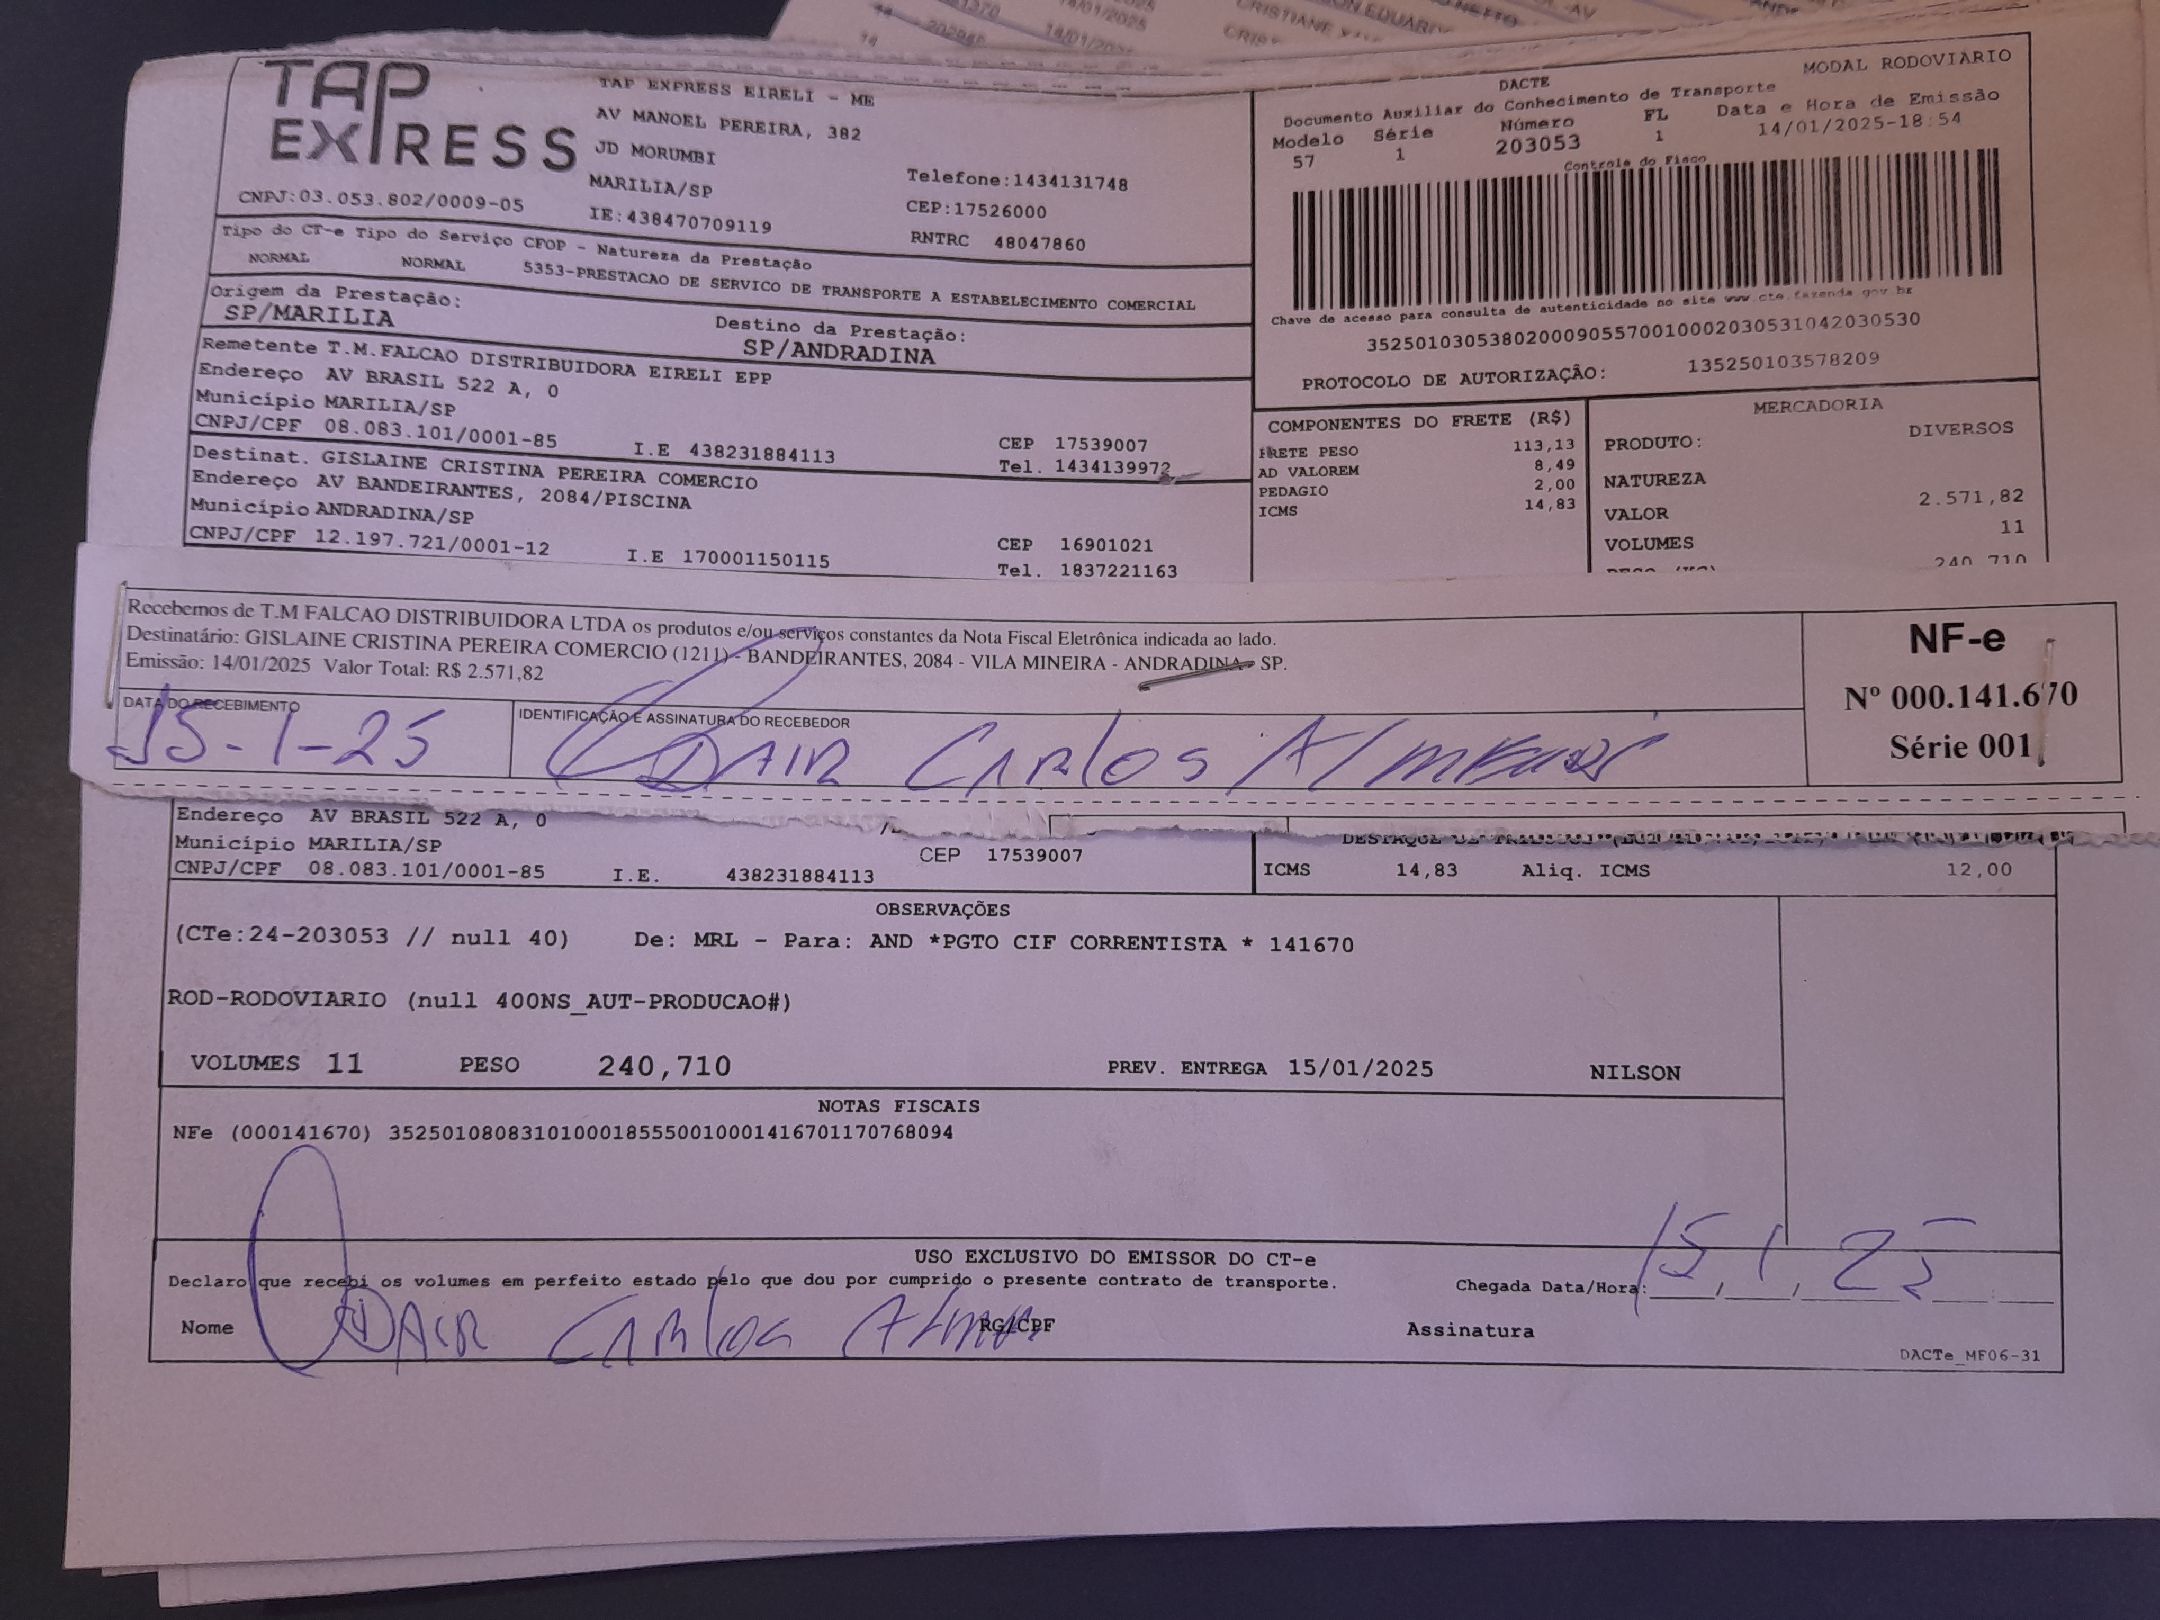 TAP EXPRESS
TAP EXPRESS EIRELI - ME
AV MANOEL PEREIRA, 382
JD MORUMBI
MARILIA/SP
IE:438470709119
CNPJ:03.053.802/0009-05
Telefone:1434131748
CEP:17526000
RNTRC 48047860
DACTE
MODAL RODOVIARIO
Documento Auxiliar do Conhecimento de Transporte
Modelo Série Número FL Data e Hora de Emissão
57 1 203053 1 14/01/2025-18:54
Controle do Fisco
Chave de acesso para consulta de autenticidade no site www.cte.fazenda.gov.br
35250103053802000905570010002030531042030530
PROTOCOLO DE AUTORIZAÇÃO: 135250103578209
Tipo do CT-e Tipo do Serviço CFOP - Natureza da Prestação
NORMAL NORMAL 5353-PRESTACAO DE SERVICO DE TRANSPORTE A ESTABELECIMENTO COMERCIAL
Origem da Prestação:
SP/MARILIA
Destino da Prestação:
SP/ANDRADINA
Remetente T.M.FALCAO DISTRIBUIDORA EIRELI EPP
Endereço AV BRASIL 522 A, 0
Município MARILIA/SP
CNPJ/CPF 08.083.101/0001-85 I.E 438231884113
CEP 17539007
Tel. 1434139972
Destinat. GISLAINE CRISTINA PEREIRA COMERCIO
Endereço AV BANDEIRANTES, 2084/PISCINA
Município ANDRADINA/SP
CNPJ/CPF 12.197.721/0001-12 I.E 170001150115
CEP 16901021
Tel. 1837221163
COMPONENTES DO FRETE (R$)
FRETE PESO 113,13
AD VALOREM 8,49
PEDAGIO 2,00
ICMS 14,83
MERCADORIA
PRODUTO: DIVERSOS
NATUREZA
VALOR 2.571,82
VOLUMES 11
240,710
Recebemos de T.M FALCAO DISTRIBUIDORA LTDA os produtos e/ou serviços constantes da Nota Fiscal Eletrônica indicada ao lado.
Destinatário: GISLAINE CRISTINA PEREIRA COMERCIO (1211) - BANDEIRANTES, 2084 - VILA MINEIRA - ANDRADINA - SP.
Emissão: 14/01/2025 Valor Total: R$ 2.571,82
DATA DO RECEBIMENTO
15-1-25
IDENTIFICAÇÃO E ASSINATURA DO RECEBEDOR
Carlos
NF-e
Nº 000.141.670
Série 001
Endereço AV BRASIL 522 A, 0
Município MARILIA/SP
CNPJ/CPF 08.083.101/0001-85 I.E. 438231884113
CEP 17539007
ICMS 14,83 Aliq. ICMS 12,00
OBSERVAÇÕES
(CTe:24-203053 // null 40) De: MRL - Para: AND *PGTO CIF CORRENTISTA * 141670
ROD-RODOVIARIO (null 400NS_AUT-PRODUCAO#)
VOLUMES 11 PESO 240,710 PREV. ENTREGA 15/01/2025 NILSON
NOTAS FISCAIS
NFe (000141670) 35250108083101000185550010001416701170768094
USO EXCLUSIVO DO EMISSOR DO CT-e
Declaro que recebi os volumes em perfeito estado pelo que dou por cumprido o presente contrato de transporte.
Chegada Data/Hora: 15, 1, 25
Nome Carlos RG/CPF Assinatura
DACTe_MF06-31